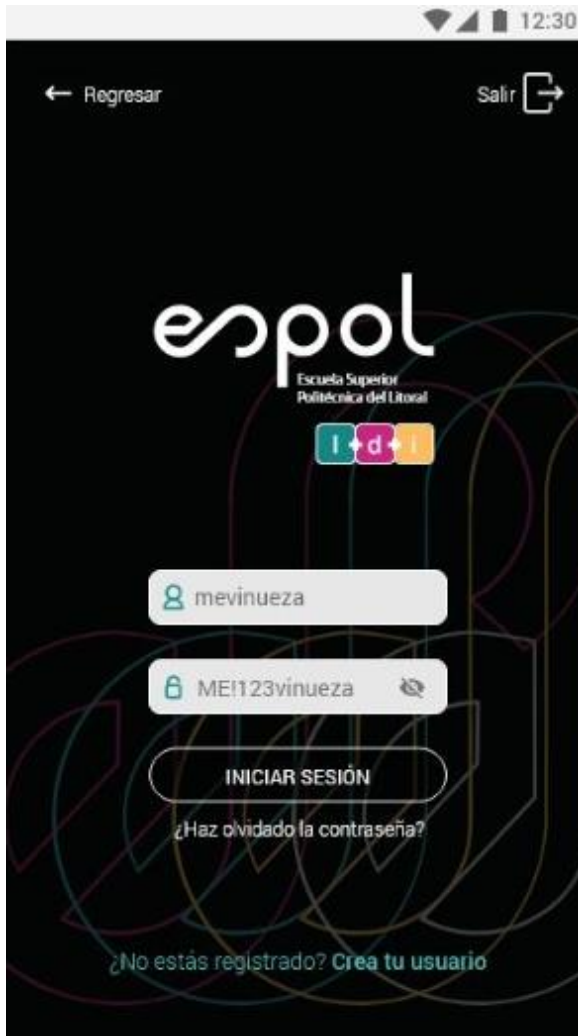 12:30
Regresar
Salir
espol
Escuela Superior
Politécnica del Litoral
I+d+i
mevinueza
ME!123vinueza
INICIAR SESIÓN
¿Haz olvidado la contraseña?
¿No estás registrado? Crea tu usuario